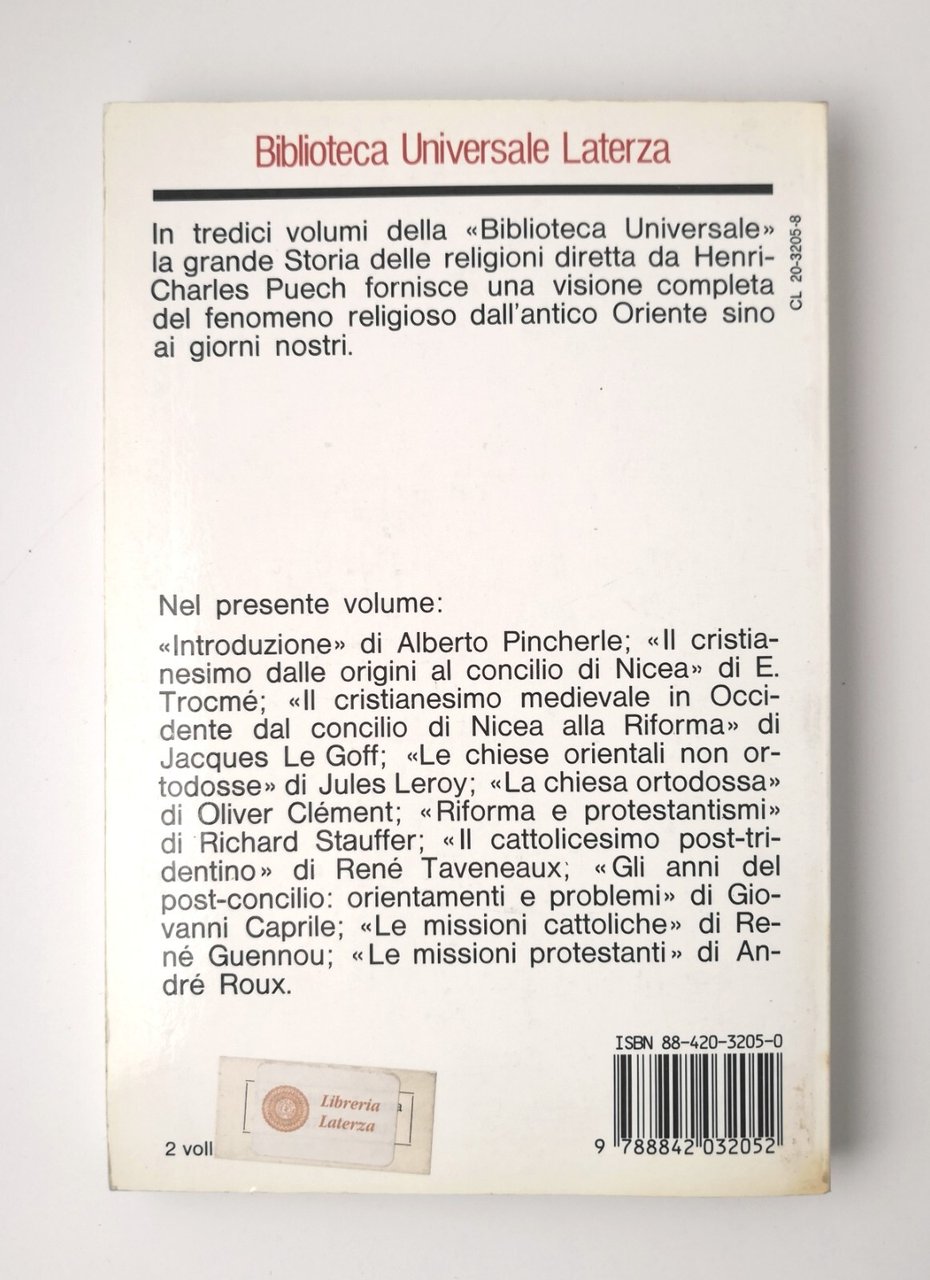 Biblioteca Universale Laterza
In tredici volumi della «Biblioteca Universale»
la grande Storia delle religioni diretta da Henri-
Charles Puech fornisce una visione completa
del fenomeno religioso dall'antico Oriente sino
ai giorni nostri.
CL 20-3205-8
Nel presente volume:
«Introduzione» di Alberto Pincherle; «Il cristia-
nesimo dalle origini al concilio di Nicea» di E.
Trocmé; «Il cristianesimo medievale in Occi-
dente dal concilio di Nicea alla Riforma» di
Jacques Le Goff; «Le chiese orientali non or-
todosse» di Jules Leroy; «La chiesa ortodossa»
di Oliver Clément; «Riforma e protestantismi»
di Richard Stauffer; «Il cattolicesimo post-tri-
dentino» di René Taveneaux; «Gli anni del
post-concilio: orientamenti e problemi» di Gio-
vanni Caprile; «Le missioni cattoliche» di Re-
né Guennou; «Le missioni protestanti» di An-
dré Roux.
ISBN 88-420-3205-0
9 788842 032052
2 voll
Libreria
Laterza